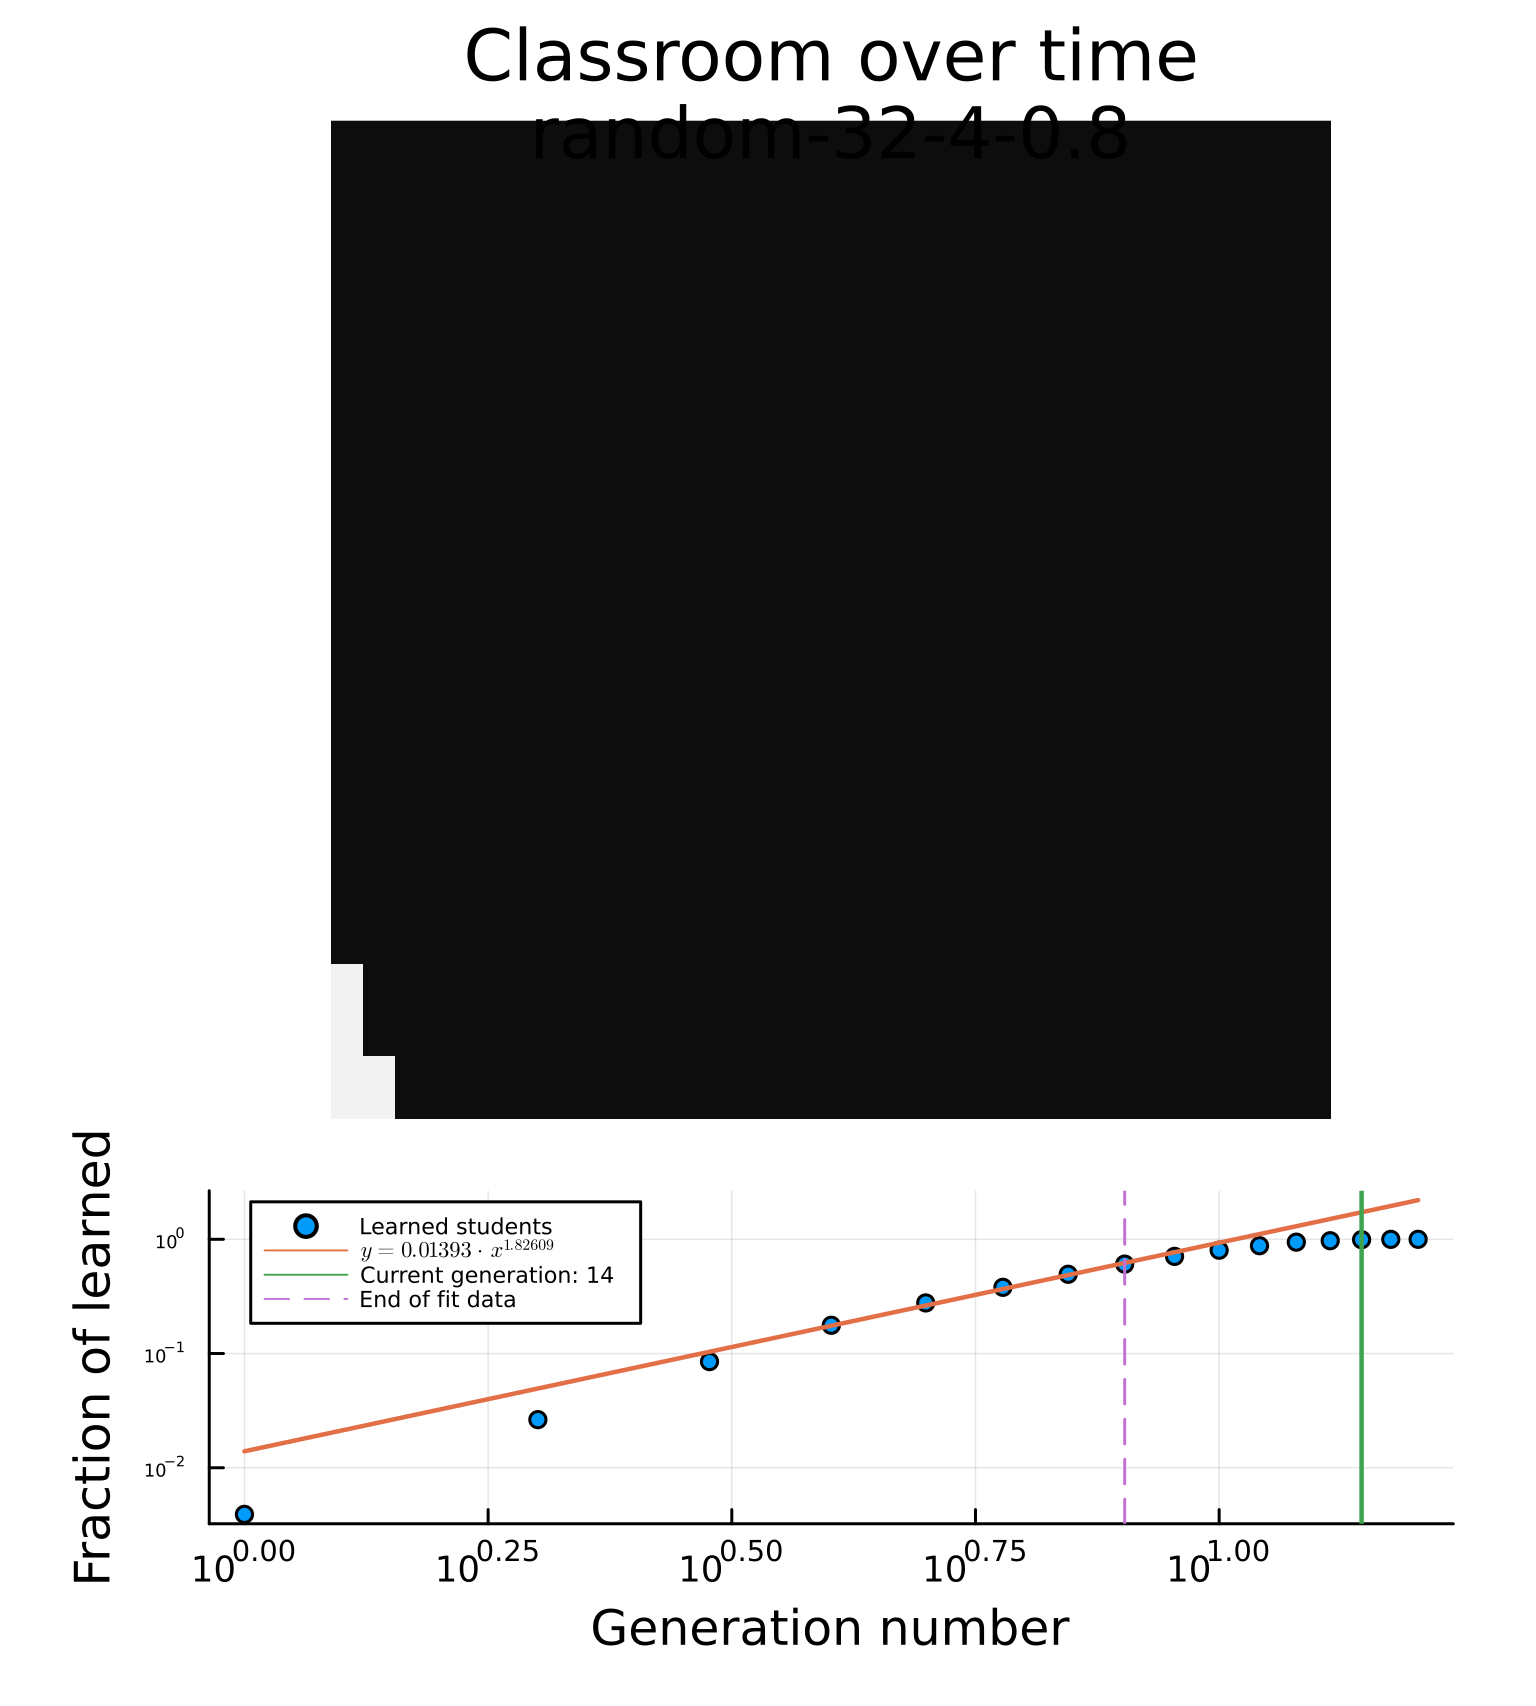 Classroom over time
random-32-4-0.8
Fraction of learned
10⁰
10⁻¹
10⁻²
Learned students
y = 0.01393 · x^1.82609
Current generation: 14
End of fit data
10^0.00 10^0.25 10^0.50 10^0.75 10^1.00
Generation number